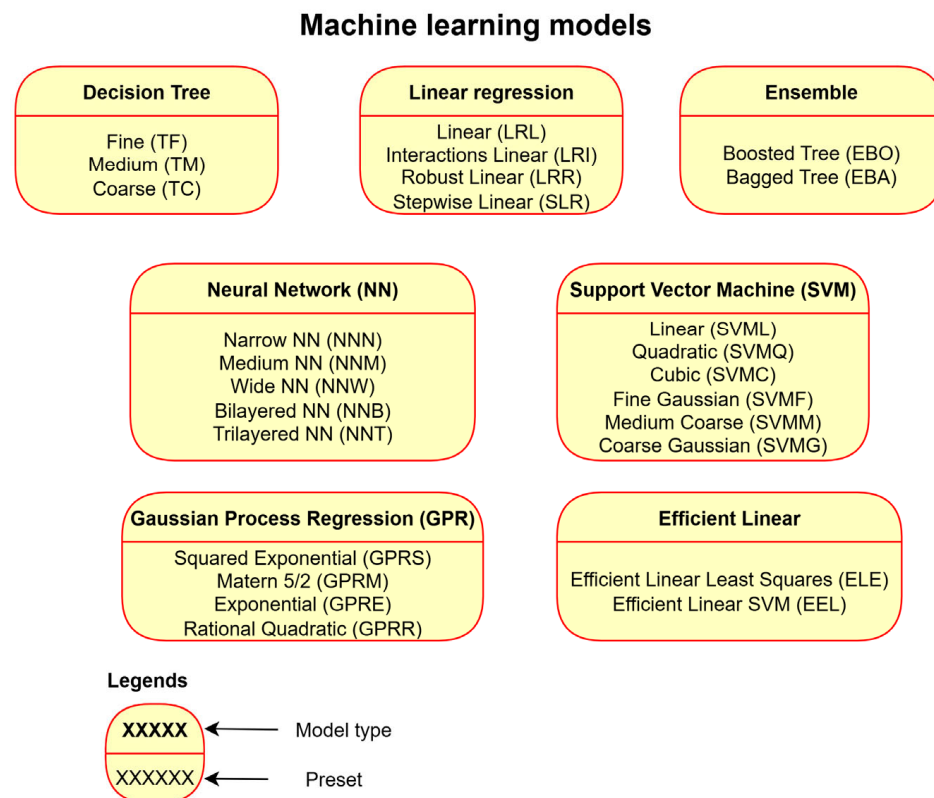 Machine learning models
Decision Tree
Fine (TF)
Medium (TM)
Coarse (TC)
Linear regression
Linear (LRL)
Interactions Linear (LRI)
Robust Linear (LRR)
Stepwise Linear (SLR)
Ensemble
Boosted Tree (EBO)
Bagged Tree (EBA)
Neural Network (NN)
Narrow NN (NNN)
Medium NN (NNM)
Wide NN (NNW)
Bilayered NN (NNB)
Trilayered NN (NNT)
Support Vector Machine (SVM)
Linear (SVML)
Quadratic (SVMQ)
Cubic (SVMC)
Fine Gaussian (SVMF)
Medium Coarse (SVMM)
Coarse Gaussian (SVMG)
Gaussian Process Regression (GPR)
Squared Exponential (GPRS)
Matern 5/2 (GPRM)
Exponential (GPRE)
Rational Quadratic (GPRR)
Efficient Linear
Efficient Linear Least Squares (ELE)
Efficient Linear SVM (EEL)
Legends
XXXXX
Model type
XXXXXX
Preset